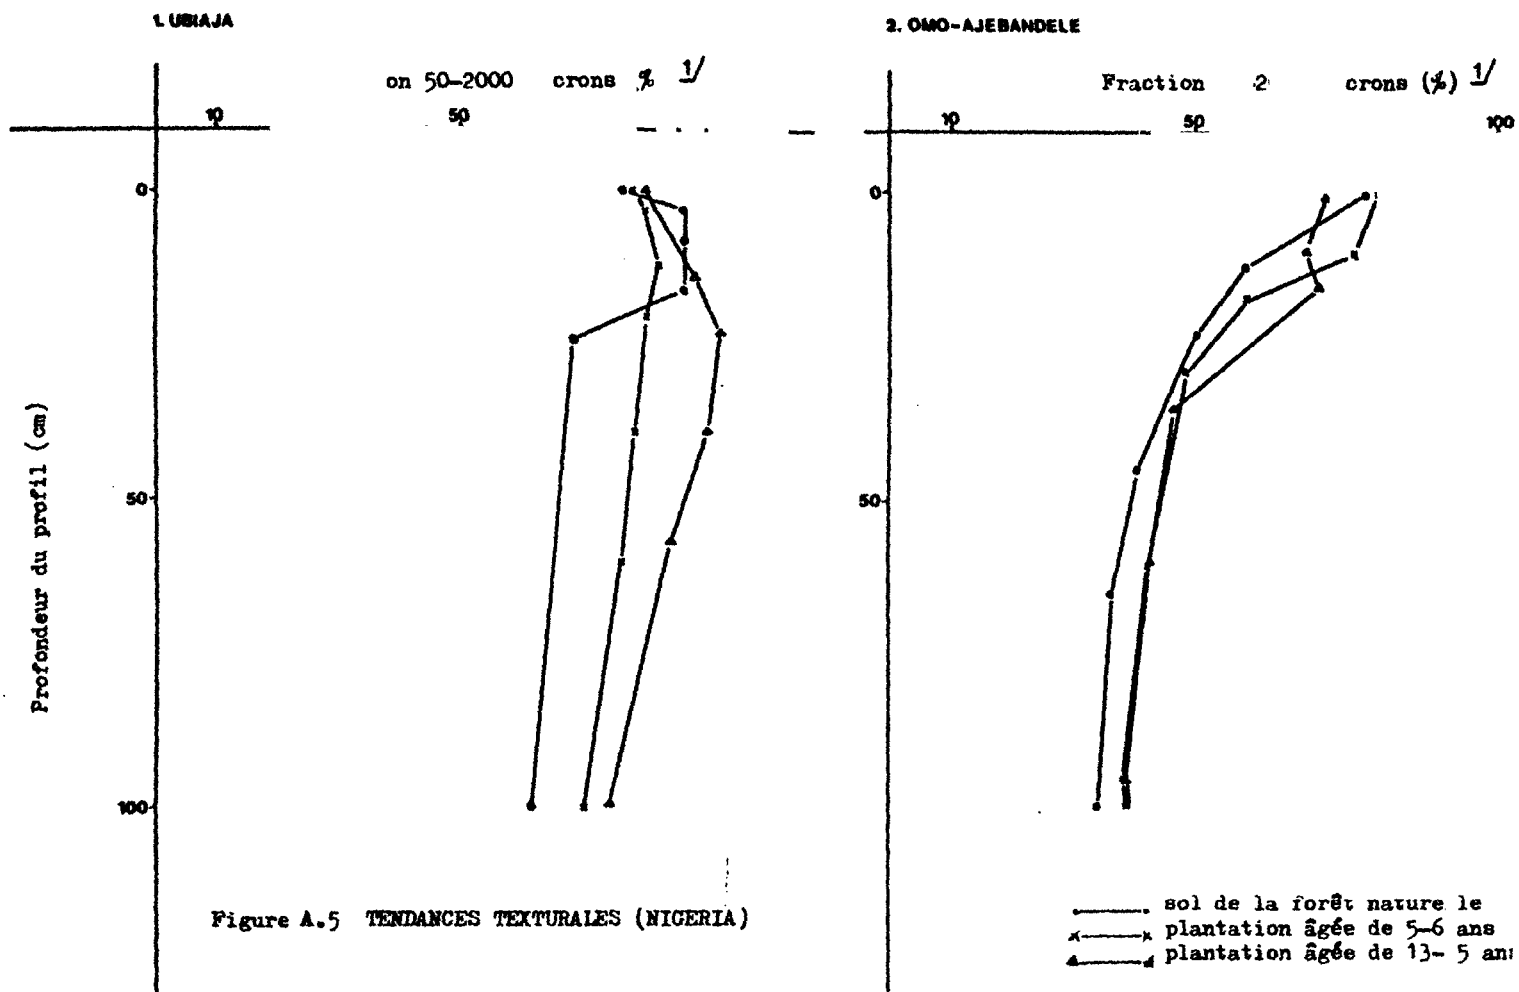 1. UBIAJA
on 50-2000 crons % 1/
10 50
0
50
100
Profondeur du profil (cm)
2. OMO-AJEBANDELE
Fraction 2 crons (%) 1/
10 50 100
0
50
Figure A.5 TENDANCES TEXTURALES (NIGERIA)
sol de la forêt nature le
plantation âgée de 5-6 ans
plantation âgée de 13- 5 ans